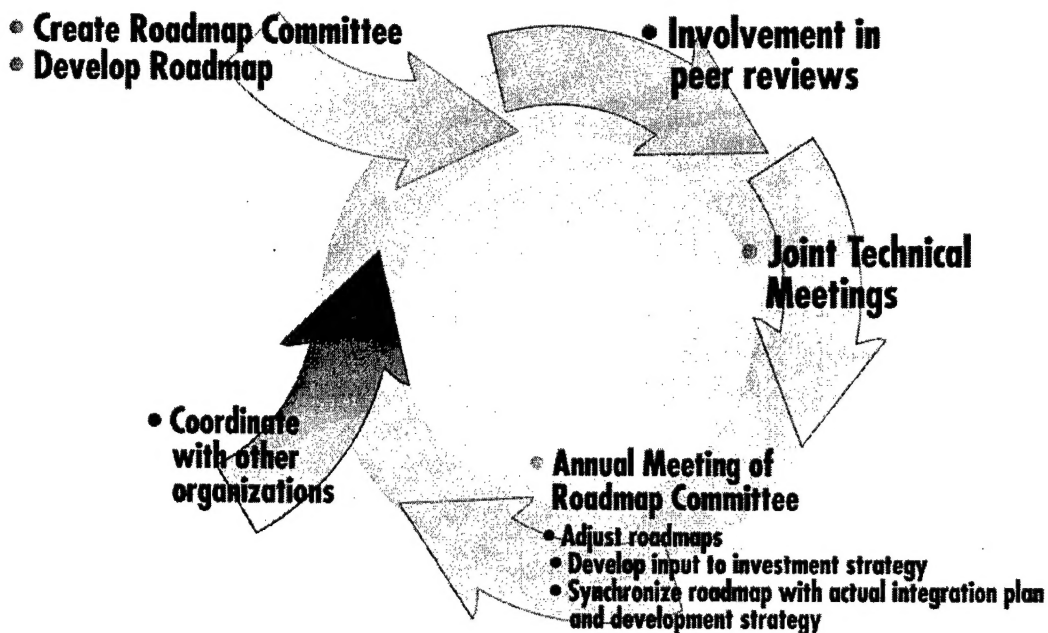 • Create Roadmap Committee
• Develop Roadmap
• Involvement in
peer reviews
• Joint Technical
Meetings
• Annual Meeting of
Roadmap Committee
• Adjust roadmaps
• Develop input to investment strategy
• Synchronize roadmap with actual integration plan
and development strategy
• Coordinate
with other
organizations